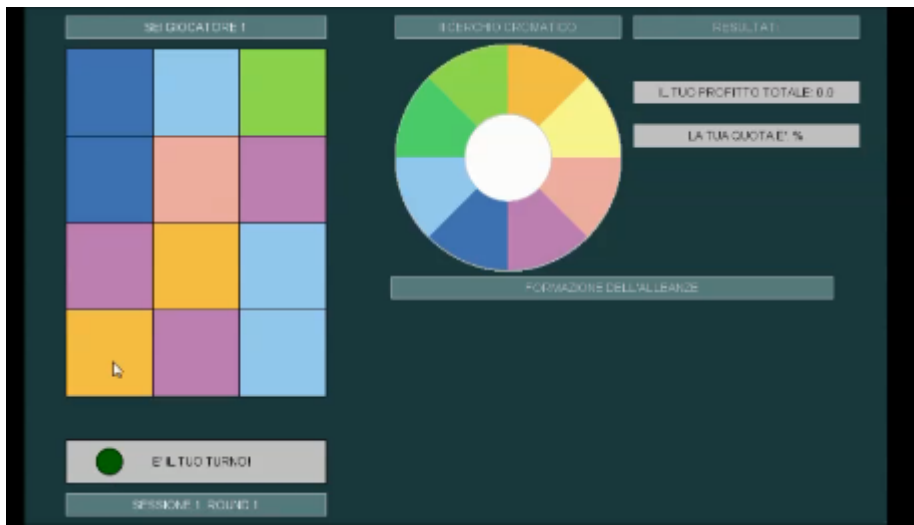 SEI GIOCATORE 1
IL CERCHIO CROMATICO
RESULTATI
IL TUO PROFITTO TOTALE: 0.0
LA TUA QUOTA E': %
FORMAZIONE DELL'ALLEANZE
E' IL TUO TURNO!
SESSIONE 1 ROUND 1